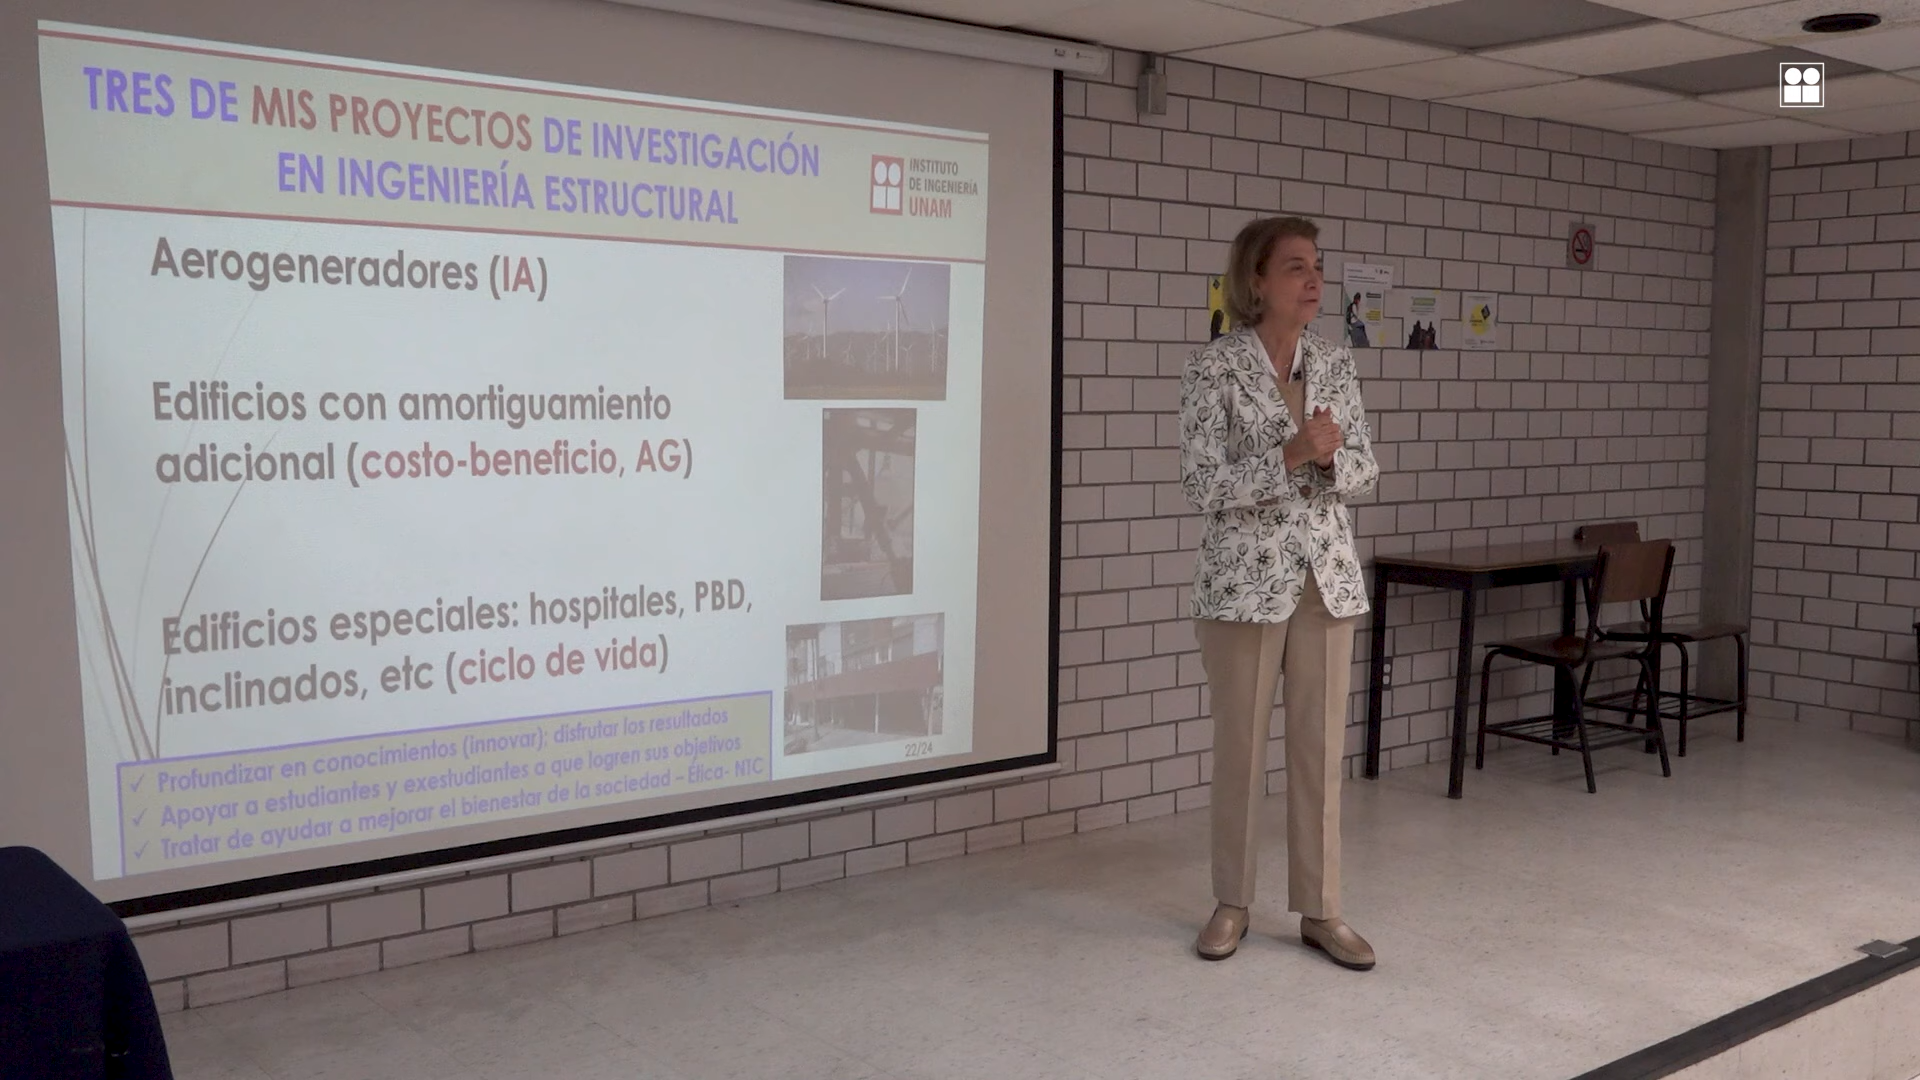 TRES DE MIS PROYECTOS DE INVESTIGACIÓN
EN INGENIERÍA ESTRUCTURAL
INSTITUTO
DE INGENIERÍA
UNAM
Aerogeneradores (IA)
Edificios con amortiguamiento
adicional (costo-beneficio, AG)
Edificios especiales: hospitales, PBD,
inclinados, etc (ciclo de vida)
✓ Profundizar en conocimientos (innovar); disfrutar los resultados
✓ Apoyar a estudiantes y exestudiantes a que logren sus objetivos
✓ Tratar de ayudar a mejorar el bienestar de la sociedad – Ética- NTC
22/24